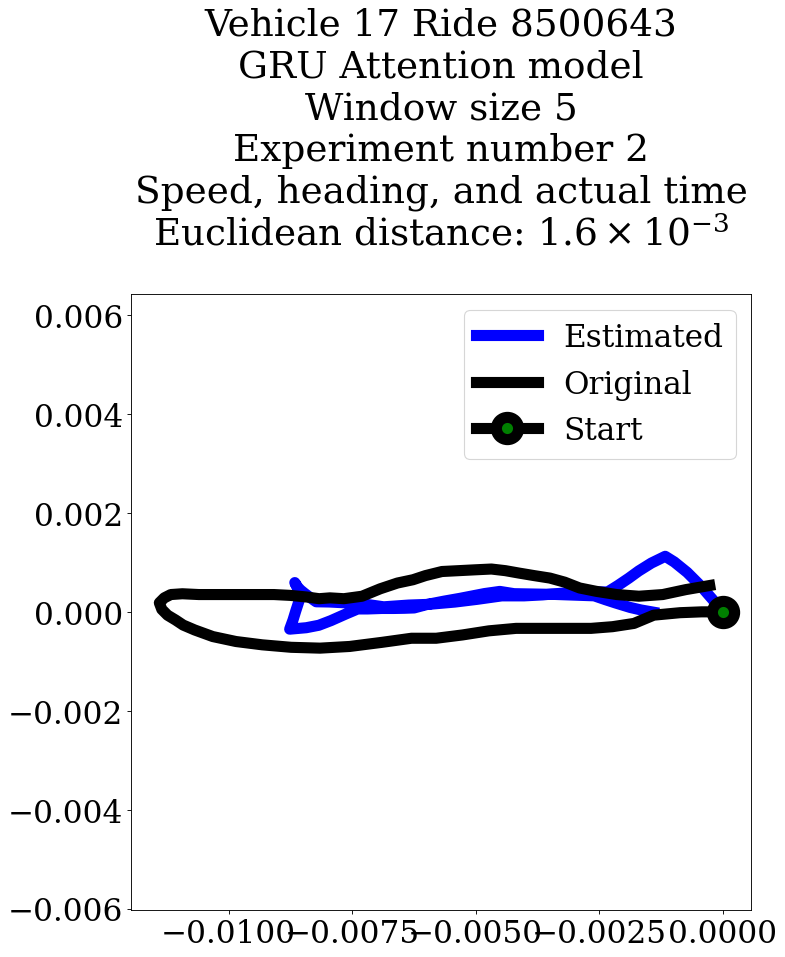 Vehicle 17 Ride 8500643
GRU Attention model
Window size 5
Experiment number 2
Speed, heading, and actual time
Euclidean distance: 1.6 × 10⁻³
Estimated
Original
Start
0.006
0.004
0.002
0.000
−0.002
−0.004
−0.006
−0.0100 −0.0075 −0.0050 −0.0025 0.0000